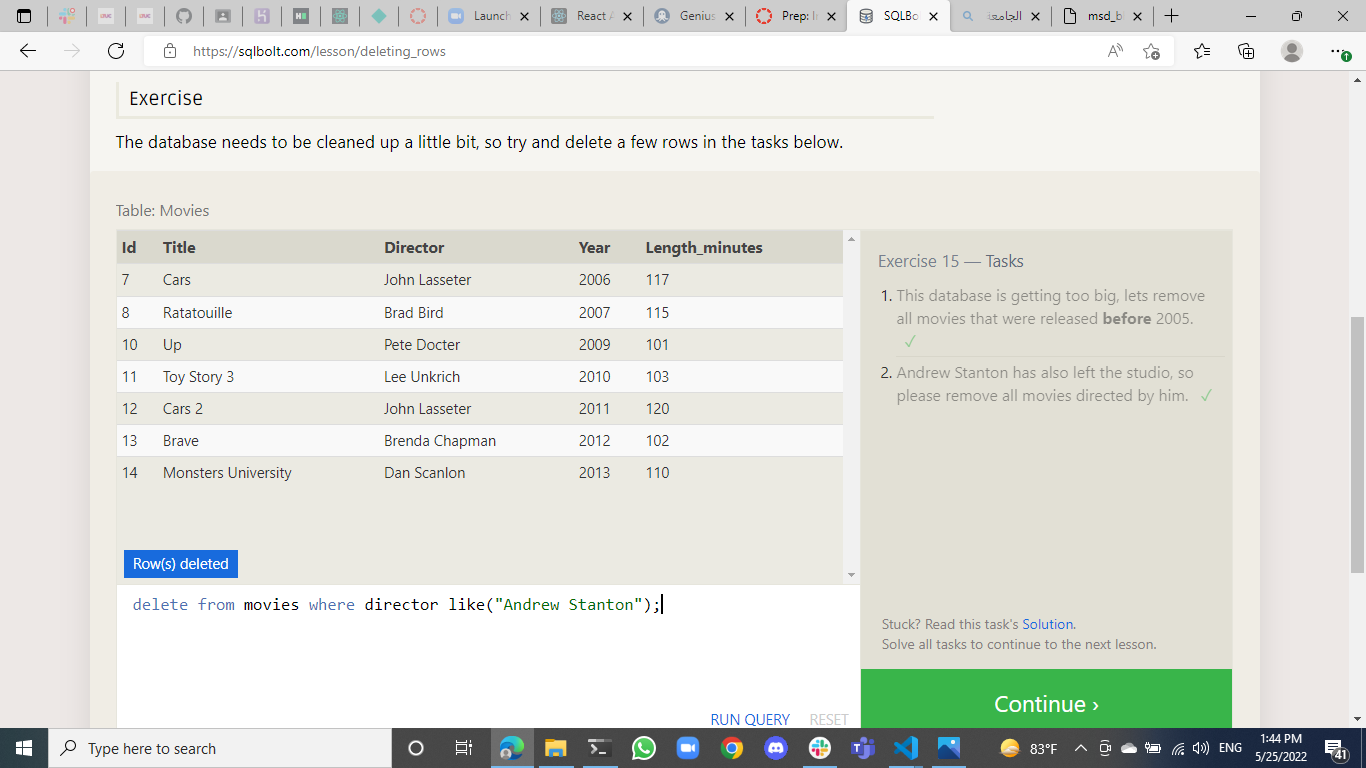 Launch
React A
Genius
Prep: I
SQLBo
الجامعة
msd_b
https://sqlbolt.com/lesson/deleting_rows
Exercise
The database needs to be cleaned up a little bit, so try and delete a few rows in the tasks below.
Table: Movies
Id Title Director Year Length_minutes
7 Cars John Lasseter 2006 117
8 Ratatouille Brad Bird 2007 115
10 Up Pete Docter 2009 101
11 Toy Story 3 Lee Unkrich 2010 103
12 Cars 2 John Lasseter 2011 120
13 Brave Brenda Chapman 2012 102
14 Monsters University Dan Scanlon 2013 110
Row(s) deleted
delete from movies where director like("Andrew Stanton");
RUN QUERY RESET
Exercise 15 — Tasks
1. This database is getting too big, lets remove
all movies that were released before 2005.
✓
2. Andrew Stanton has also left the studio, so
please remove all movies directed by him. ✓
Stuck? Read this task's Solution.
Solve all tasks to continue to the next lesson.
Continue ›
Type here to search
83°F
ENG
1:44 PM
5/25/2022
41